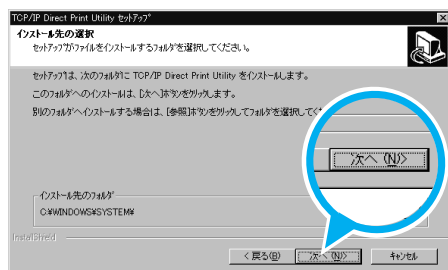 TCP/IP Direct Print Utility ｾｯﾄｱｯﾌﾟ
インストール先の選択
ｾｯﾄｱｯﾌﾟがﾌｧｲﾙをｲﾝｽﾄｰﾙするﾌｫﾙﾀﾞを選択してください。
ｾｯﾄｱｯﾌﾟは、次のﾌｫﾙﾀﾞに TCP/IP Direct Print Utility をｲﾝｽﾄｰﾙします。
このﾌｫﾙﾀﾞへのｲﾝｽﾄｰﾙは、[次へ]ﾎﾞﾀﾝをｸﾘｯｸします。
別のﾌｫﾙﾀﾞへｲﾝｽﾄｰﾙする場合は、[参照]ﾎﾞﾀﾝをｸﾘｯｸしてﾌｫﾙﾀﾞを選択してく
次へ (N)>
ｲﾝｽﾄｰﾙ先のﾌｫﾙﾀﾞ
C:¥WINDOWS¥SYSTEM¥
InstallShield
< 戻る(B)
次へ (N)>
ｷｬﾝｾﾙ